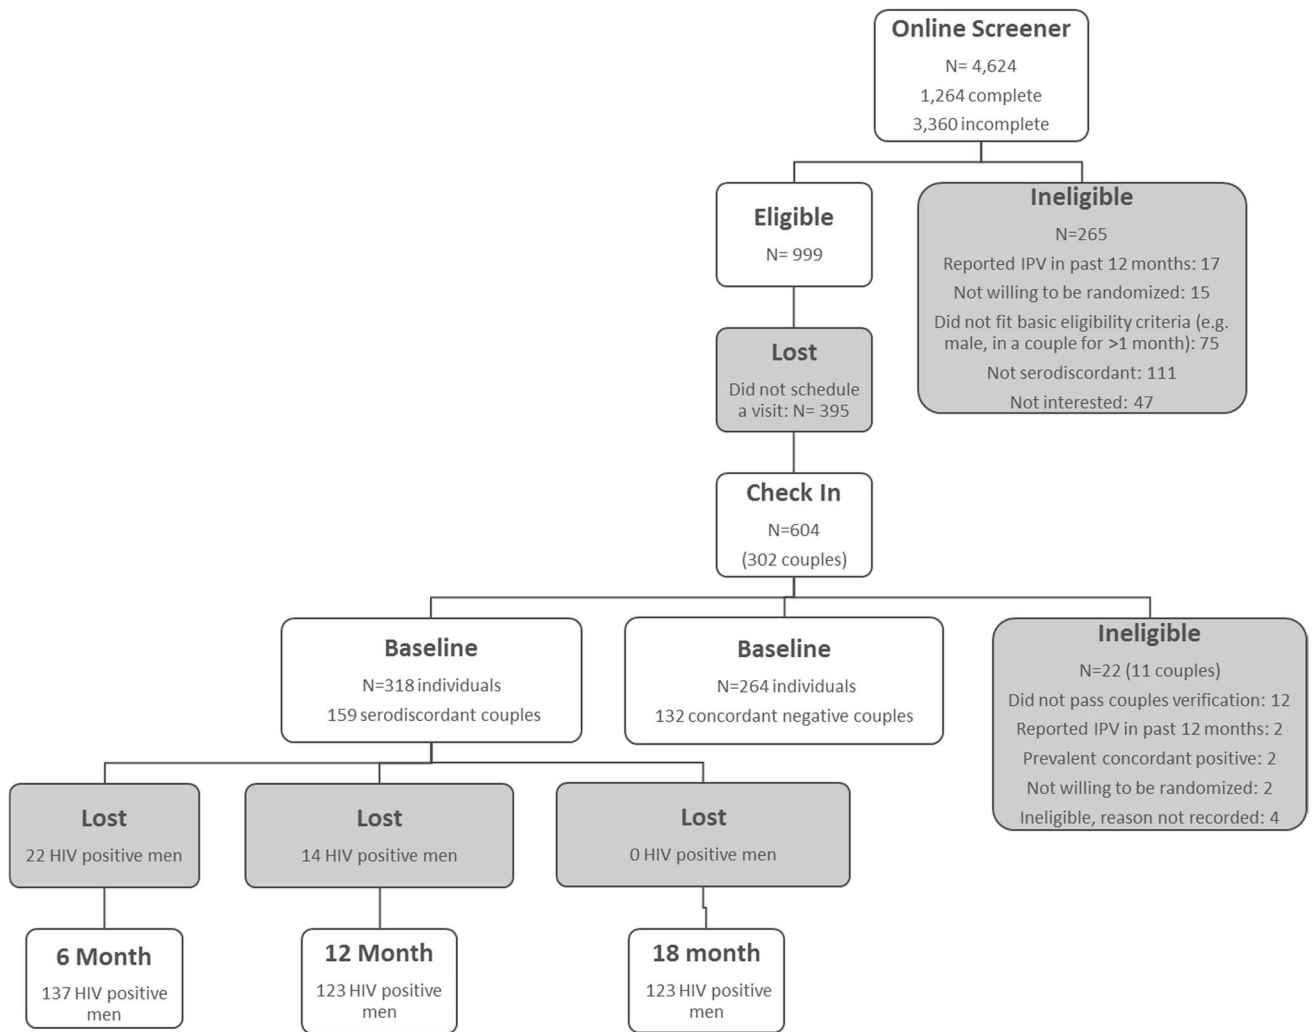 Online Screener
N= 4,624
1,264 complete
3,360 incomplete
Eligible
N= 999
Ineligible
N=265
Reported IPV in past 12 months: 17
Not willing to be randomized: 15
Did not fit basic eligibility criteria (e.g.
male, in a couple for >1 month): 75
Not serodiscordant: 111
Not interested: 47
Lost
Did not schedule
a visit: N= 395
Check In
N=604
(302 couples)
Baseline
N=318 individuals
159 serodiscordant couples
Baseline
N=264 individuals
132 concordant negative couples
Ineligible
N=22 (11 couples)
Did not pass couples verification: 12
Reported IPV in past 12 months: 2
Prevalent concordant positive: 2
Not willing to be randomized: 2
Ineligible, reason not recorded: 4
Lost
22 HIV positive men
Lost
14 HIV positive men
Lost
0 HIV positive men
6 Month
137 HIV positive
men
12 Month
123 HIV positive
men
18 month
123 HIV positive
men